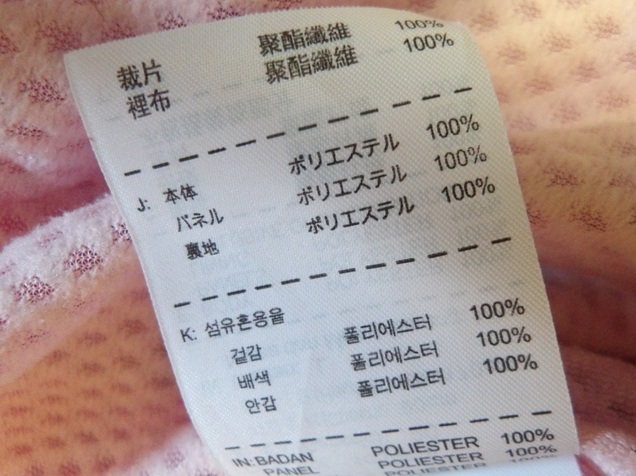 裁片 聚酯纖維 100%
裡布 聚酯纖維 100%
J: 本体 ポリエステル 100%
パネル ポリエステル 100%
裏地 ポリエステル 100%
K: 섬유혼용율
겉감 폴리에스터 100%
배색 폴리에스터 100%
안감 폴리에스터 100%
IN: BADAN POLIESTER 100%
PANEL POLIESTER 100%